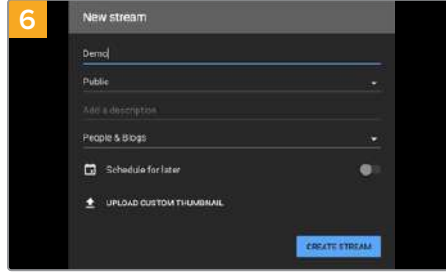 6
New stream
Demo
Public
Add a description
People & Blogs
Schedule for later
UPLOAD CUSTOM THUMBNAIL
CREATE STREAM